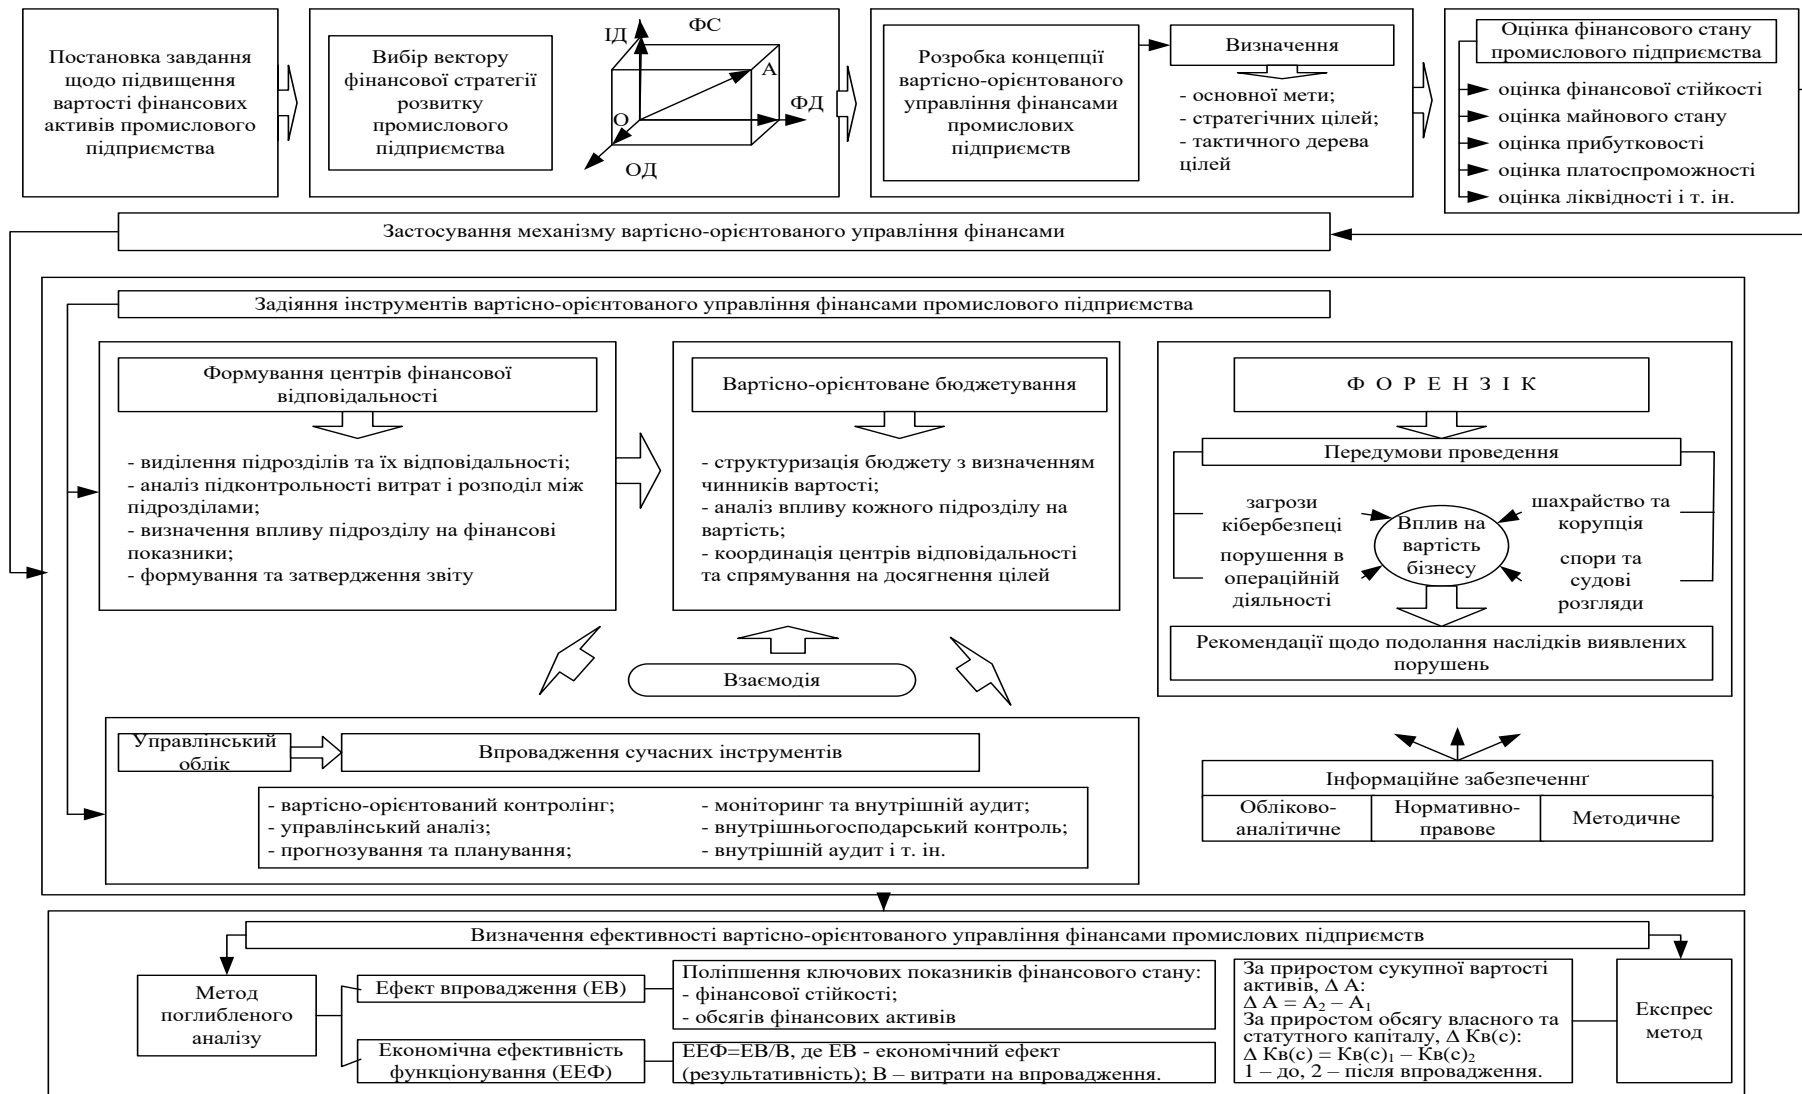 Постановка завдання
щодо підвищення
вартості фінансових
активів промислового
підприємства
Вибір вектору
фінансової стратегії
розвитку
промислового
підприємства
ІД
ФС
А
ФД
О
ОД
Розробка концепції
вартісно-орієнтованого
управління фінансами
промислових
підприємств
Визначення
- основної мети;
- стратегічних цілей;
- тактичного дерева
цілей
Оцінка фінансового стану
промислового підприємства
оцінка фінансової стійкості
оцінка майнового стану
оцінка прибутковості
оцінка платоспроможності
оцінка ліквідності і т. ін.
Застосування механізму вартісно-орієнтованого управління фінансами
Задіяння інструментів вартісно-орієнтованого управління фінансами промислового підприємства
Формування центрів фінансової
відповідальності
- виділення підрозділів та їх відповідальності;
- аналіз підконтрольності витрат і розподіл між
підрозділами;
- визначення впливу підрозділу на фінансові
показники;
- формування та затвердження звіту
Вартісно-орієнтоване бюджетування
- структуризація бюджету з визначенням
чинників вартості;
- аналіз впливу кожного підрозділу на
вартість;
- координація центрів відповідальності
та спрямування на досягнення цілей
Ф О Р Е Н З І К
Передумови проведення
загрози
кібербезпеці
порушення в
операційній
діяльності
Вплив на
вартість
бізнесу
шахрайство та
корупція
спори та
судові
розгляди
Рекомендації щодо подолання наслідків виявлених
порушень
Взаємодія
Управлінський
облік
Впровадження сучасних інструментів
- вартісно-орієнтований контролінг;
- управлінський аналіз;
- прогнозування та планування;
- моніторинг та внутрішній аудит;
- внутрішньогосподарський контроль;
- внутрішній аудит і т. ін.
Інформаційне забезпеченнґ
Обліково-
аналітичне
Нормативно-
правове
Методичне
Визначення ефективності вартісно-орієнтованого управління фінансами промислових підприємств
Метод
поглибленого
аналізу
Ефект впровадження (ЕВ)
Поліпшення ключових показників фінансового стану:
- фінансової стійкості;
- обсягів фінансових активів
Економічна ефективність
функціонування (ЕЕФ)
ЕЕФ=ЕВ/В, де ЕВ - економічний ефект
(результативність); В – витрати на впровадження.
За приростом сукупної вартості
активів, Δ А:
Δ А = А₂ – А₁
За приростом обсягу власного та
статутного капіталу, Δ Кв(с):
Δ Кв(с) = Кв(с)₁ – Кв(с)₂
1 – до, 2 – після впровадження.
Експрес
метод